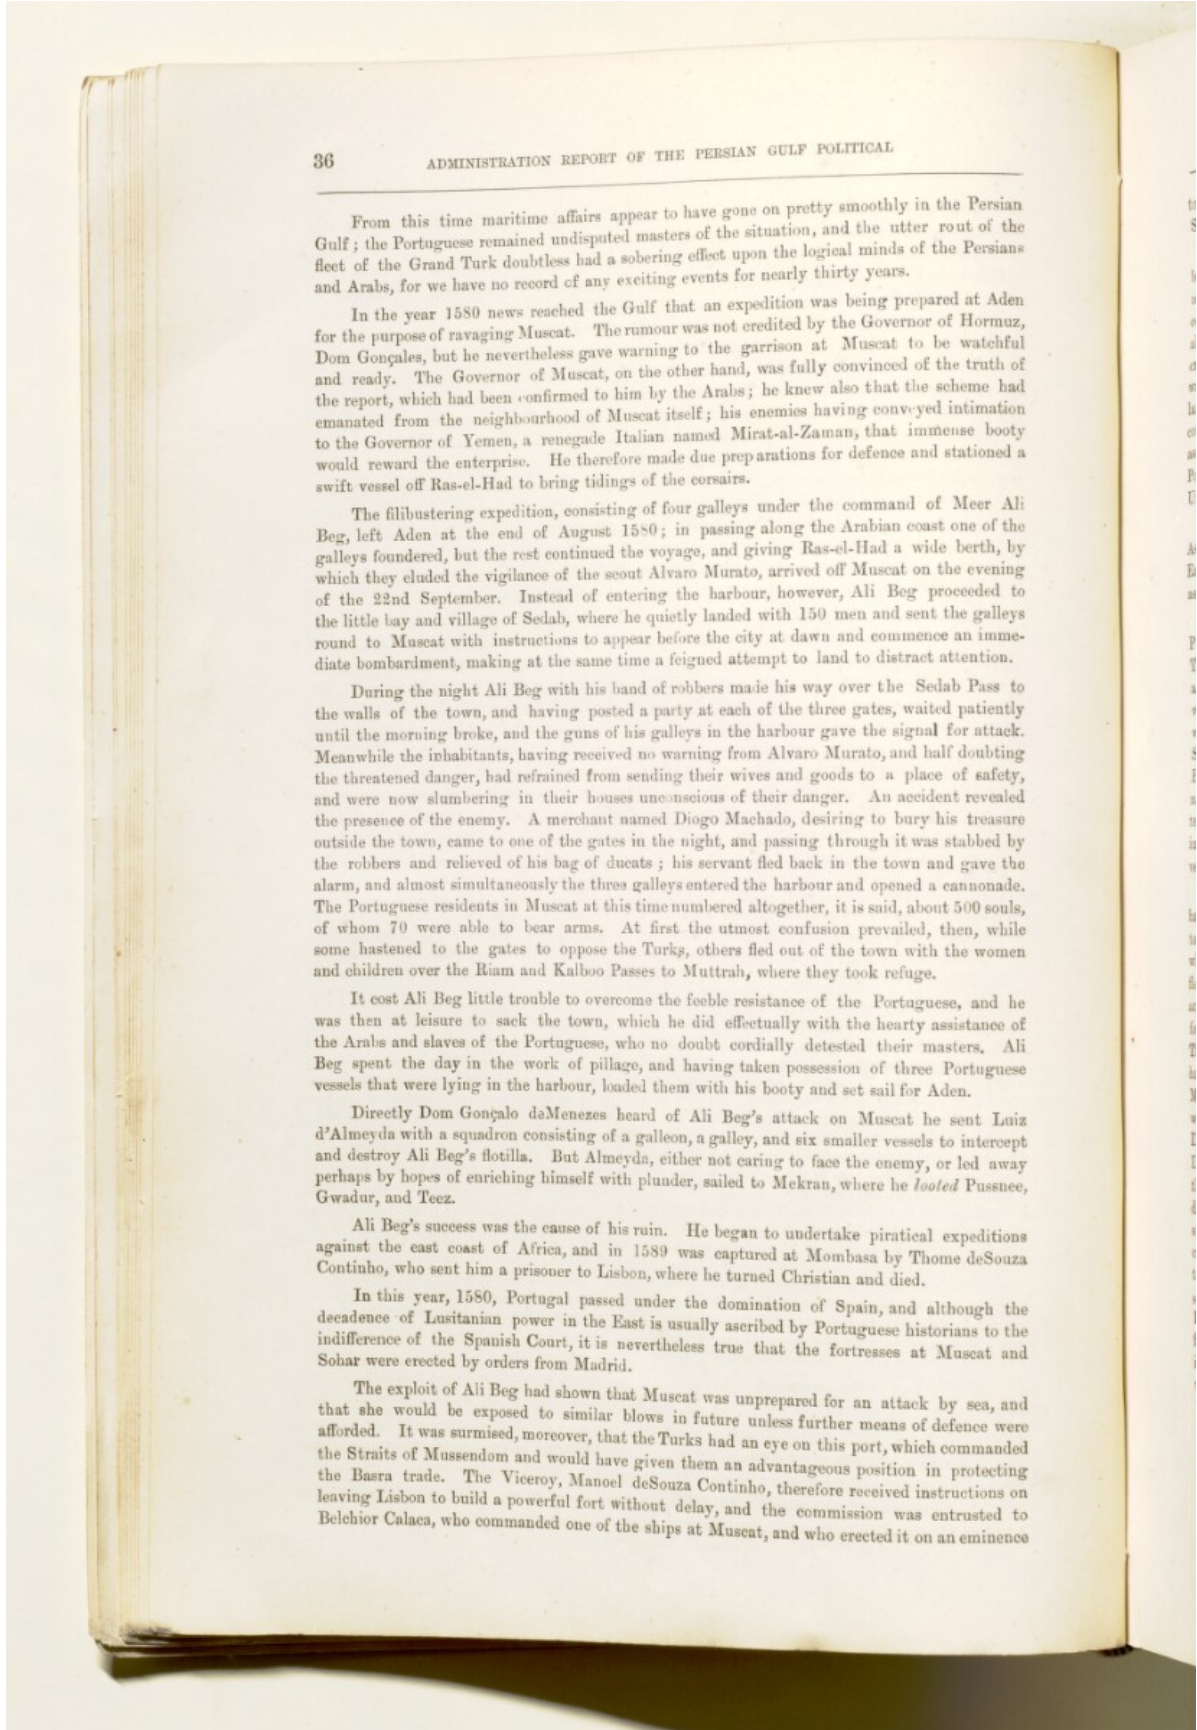 36 ADMINISTRATION REPORT OF THE PERSIAN GULF POLITICAL
From this time maritime affairs appear to have gone on pretty smoothly in the Persian
Gulf ; the Portuguese remained undisputed masters of the situation, and the utter rout of the
fleet of the Grand Turk doubtless had a sobering effect upon the logical minds of the Persians
and Arabs, for we have no record of any exciting events for nearly thirty years.
In the year 1580 news reached the Gulf that an expedition was being prepared at Aden
for the purpose of ravaging Muscat. The rumour was not credited by the Governor of Hormuz,
Dom Gonçales, but he nevertheless gave warning to the garrison at Muscat to be watchful
and ready. The Governor of Muscat, on the other hand, was fully convinced of the truth of
the report, which had been confirmed to him by the Arabs ; he knew also that the scheme had
emanated from the neighbourhood of Muscat itself ; his enemies having conveyed intimation
to the Governor of Yemen, a renegade Italian named Mirat-al-Zaman, that immense booty
would reward the enterprise. He therefore made due preparations for defence and stationed a
swift vessel off Ras-el-Had to bring tidings of the corsairs.
The filibustering expedition, consisting of four galleys under the command of Meer Ali
Beg, left Aden at the end of August 1580 ; in passing along the Arabian coast one of the
galleys foundered, but the rest continued the voyage, and giving Ras-el-Had a wide berth, by
which they eluded the vigilance of the scout Alvaro Murato, arrived off Muscat on the evening
of the 22nd September. Instead of entering the harbour, however, Ali Beg proceeded to
the little bay and village of Sedab, where he quietly landed with 150 men and sent the galleys
round to Muscat with instructions to appear before the city at dawn and commence an imme-
diate bombardment, making at the same time a feigned attempt to land to distract attention.
During the night Ali Beg with his band of robbers made his way over the Sedab Pass to
the walls of the town, and having posted a party at each of the three gates, waited patiently
until the morning broke, and the guns of his galleys in the harbour gave the signal for attack.
Meanwhile the inhabitants, having received no warning from Alvaro Murato, and half doubting
the threatened danger, had refrained from sending their wives and goods to a place of safety,
and were now slumbering in their houses unconscious of their danger. An accident revealed
the presence of the enemy. A merchant named Diogo Machado, desiring to bury his treasure
outside the town, came to one of the gates in the night, and passing through it was stabbed by
the robbers and relieved of his bag of ducats ; his servant fled back in the town and gave the
alarm, and almost simultaneously the three galleys entered the harbour and opened a cannonade.
The Portuguese residents in Muscat at this time numbered altogether, it is said, about 500 souls,
of whom 70 were able to bear arms. At first the utmost confusion prevailed, then, while
some hastened to the gates to oppose the Turks, others fled out of the town with the women
and children over the Riam and Kalboo Passes to Muttrah, where they took refuge.
It cost Ali Beg little trouble to overcome the feeble resistance of the Portuguese, and he
was then at leisure to sack the town, which he did effectually with the hearty assistance of
the Arabs and slaves of the Portuguese, who no doubt cordially detested their masters. Ali
Beg spent the day in the work of pillage, and having taken possession of three Portuguese
vessels that were lying in the harbour, loaded them with his booty and set sail for Aden.
Directly Dom Gonçalo deMenezes heard of Ali Beg's attack on Muscat he sent Luiz
d'Almeyda with a squadron consisting of a galleon, a galley, and six smaller vessels to intercept
and destroy Ali Beg's flotilla. But Almeyda, either not caring to face the enemy, or led away
perhaps by hopes of enriching himself with plunder, sailed to Mekran, where he looted Pussnee,
Gwadur, and Teez.
Ali Beg's success was the cause of his ruin. He began to undertake piratical expeditions
against the east coast of Africa, and in 1589 was captured at Mombasa by Thome deSouza
Continho, who sent him a prisoner to Lisbon, where he turned Christian and died.
In this year, 1580, Portugal passed under the domination of Spain, and although the
decadence of Lusitanian power in the East is usually ascribed by Portuguese historians to the
indifference of the Spanish Court, it is nevertheless true that the fortresses at Muscat and
Sohar were erected by orders from Madrid.
The exploit of Ali Beg had shown that Muscat was unprepared for an attack by sea, and
that she would be exposed to similar blows in future unless further means of defence were
afforded. It was surmised, moreover, that the Turks had an eye on this port, which commanded
the Straits of Mussendom and would have given them an advantageous position in protecting
the Basra trade. The Viceroy, Manoel deSouza Continho, therefore received instructions on
leaving Lisbon to build a powerful fort without delay, and the commission was entrusted to
Belchior Calaca, who commanded one of the ships at Muscat, and who erected it on an eminence